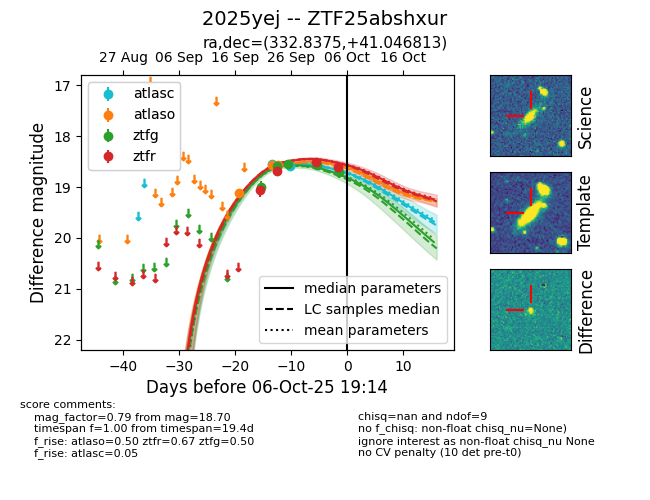 2025yej -- ZTF25abshxur
ra,dec=(332.8375,+41.046813)
27 Aug 06 Sep 16 Sep 26 Sep 06 Oct 16 Oct
17
18
19
20
21
22
Difference magnitude
atlasc
atlaso
ztfg
ztfr
median parameters
LC samples median
mean parameters
−40 −30 −20 −10 0 10
Days before 06-Oct-25 19:14
Science
Template
Difference
score comments:
mag_factor=0.79 from mag=18.70
timespan f=1.00 from timespan=19.4d
f_rise: atlaso=0.50 ztfr=0.67 ztfg=0.50
f_rise: atlasc=0.05
chisq=nan and ndof=9
no f_chisq: non-float chisq_nu=None)
ignore interest as non-float chisq_nu None
no CV penalty (10 det pre-t0)